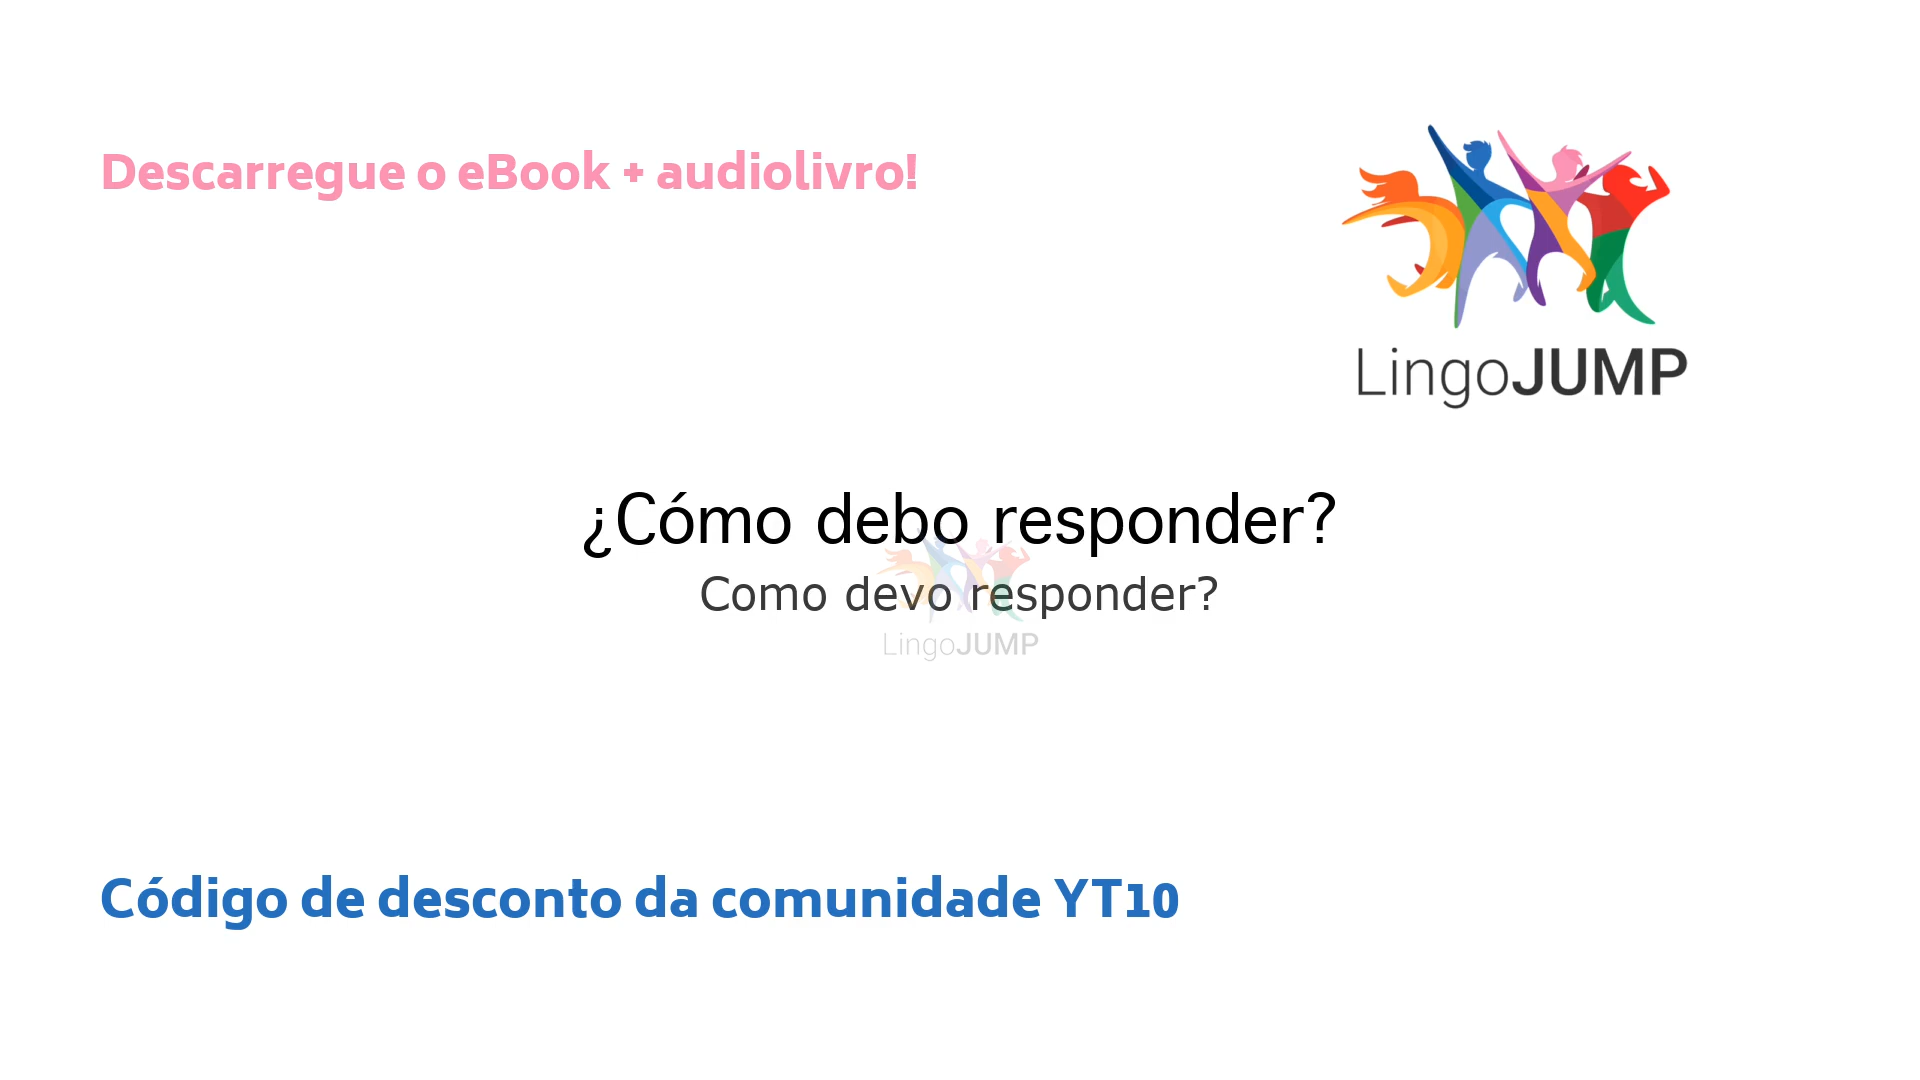 Descarregue o eBook + audiolivro!
LingoJUMP
¿Cómo debo responder?
Como devo responder?
LingoJUMP
Código de desconto da comunidade YT10